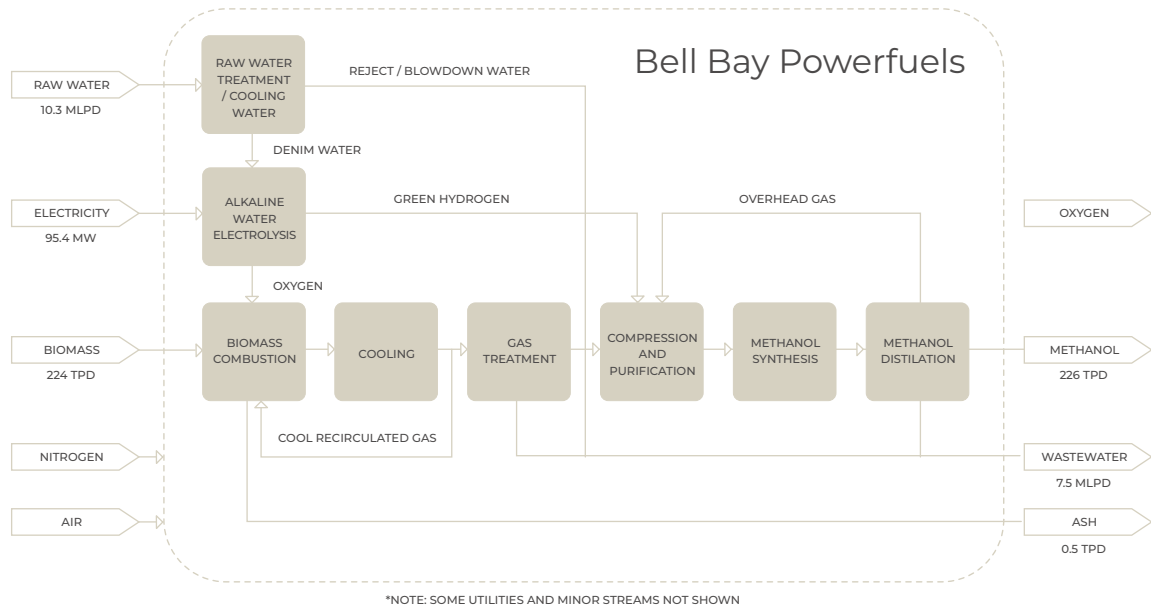 Bell Bay Powerfuels
RAW WATER
10.3 MLPD
RAW WATER
TREATMENT
/ COOLING
WATER
REJECT / BLOWDOWN WATER
DENIM WATER
ELECTRICITY
95.4 MW
ALKALINE
WATER
ELECTROLYSIS
GREEN HYDROGEN
OVERHEAD GAS
OXYGEN
OXYGEN
BIOMASS
224 TPD
BIOMASS
COMBUSTION
COOLING
GAS
TREATMENT
COMPRESSION
AND
PURIFICATION
METHANOL
SYNTHESIS
METHANOL
DISTILATION
METHANOL
226 TPD
COOL RECIRCULATED GAS
NITROGEN
WASTEWATER
7.5 MLPD
AIR
ASH
0.5 TPD
*NOTE: SOME UTILITIES AND MINOR STREAMS NOT SHOWN